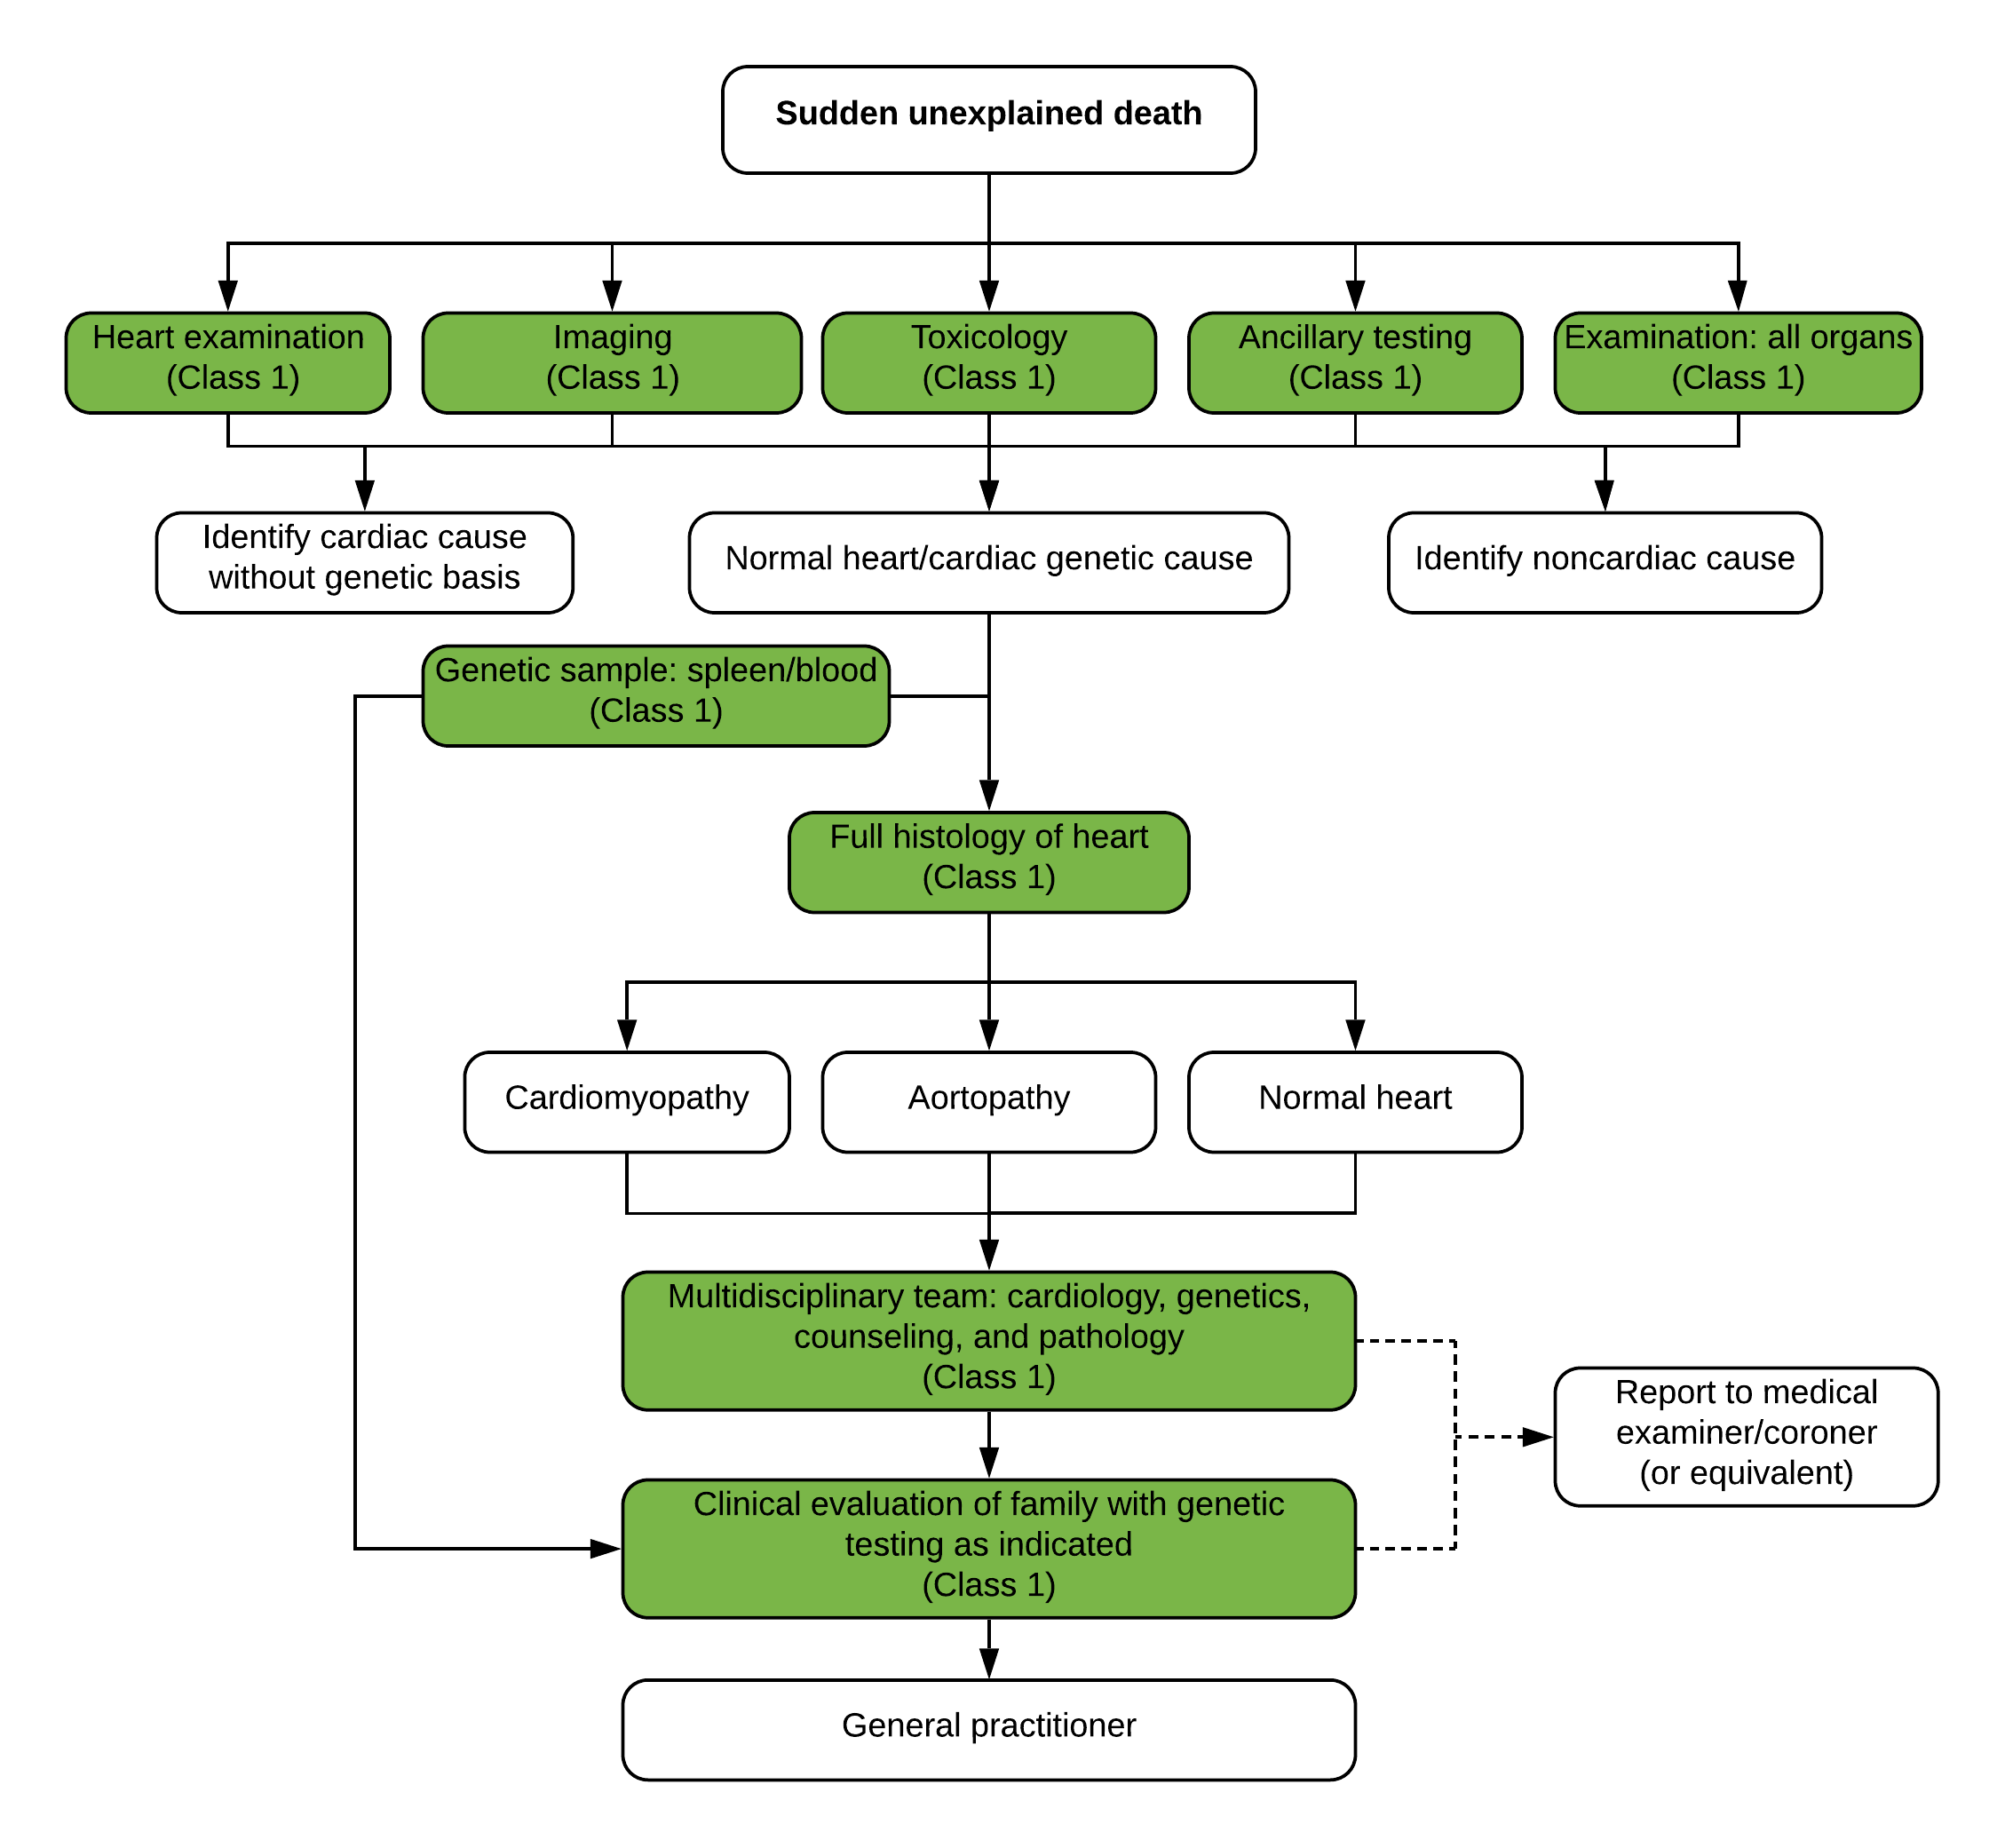 Sudden unexplained death
Heart examination
(Class 1)
Imaging
(Class 1)
Toxicology
(Class 1)
Ancillary testing
(Class 1)
Examination: all organs
(Class 1)
Identify cardiac cause
without genetic basis
Normal heart/cardiac genetic cause
Identify noncardiac cause
Genetic sample: spleen/blood
(Class 1)
Full histology of heart
(Class 1)
Cardiomyopathy
Aortopathy
Normal heart
Multidisciplinary team: cardiology, genetics,
counseling, and pathology
(Class 1)
Report to medical
examiner/coroner
(or equivalent)
Clinical evaluation of family with genetic
testing as indicated
(Class 1)
General practitioner